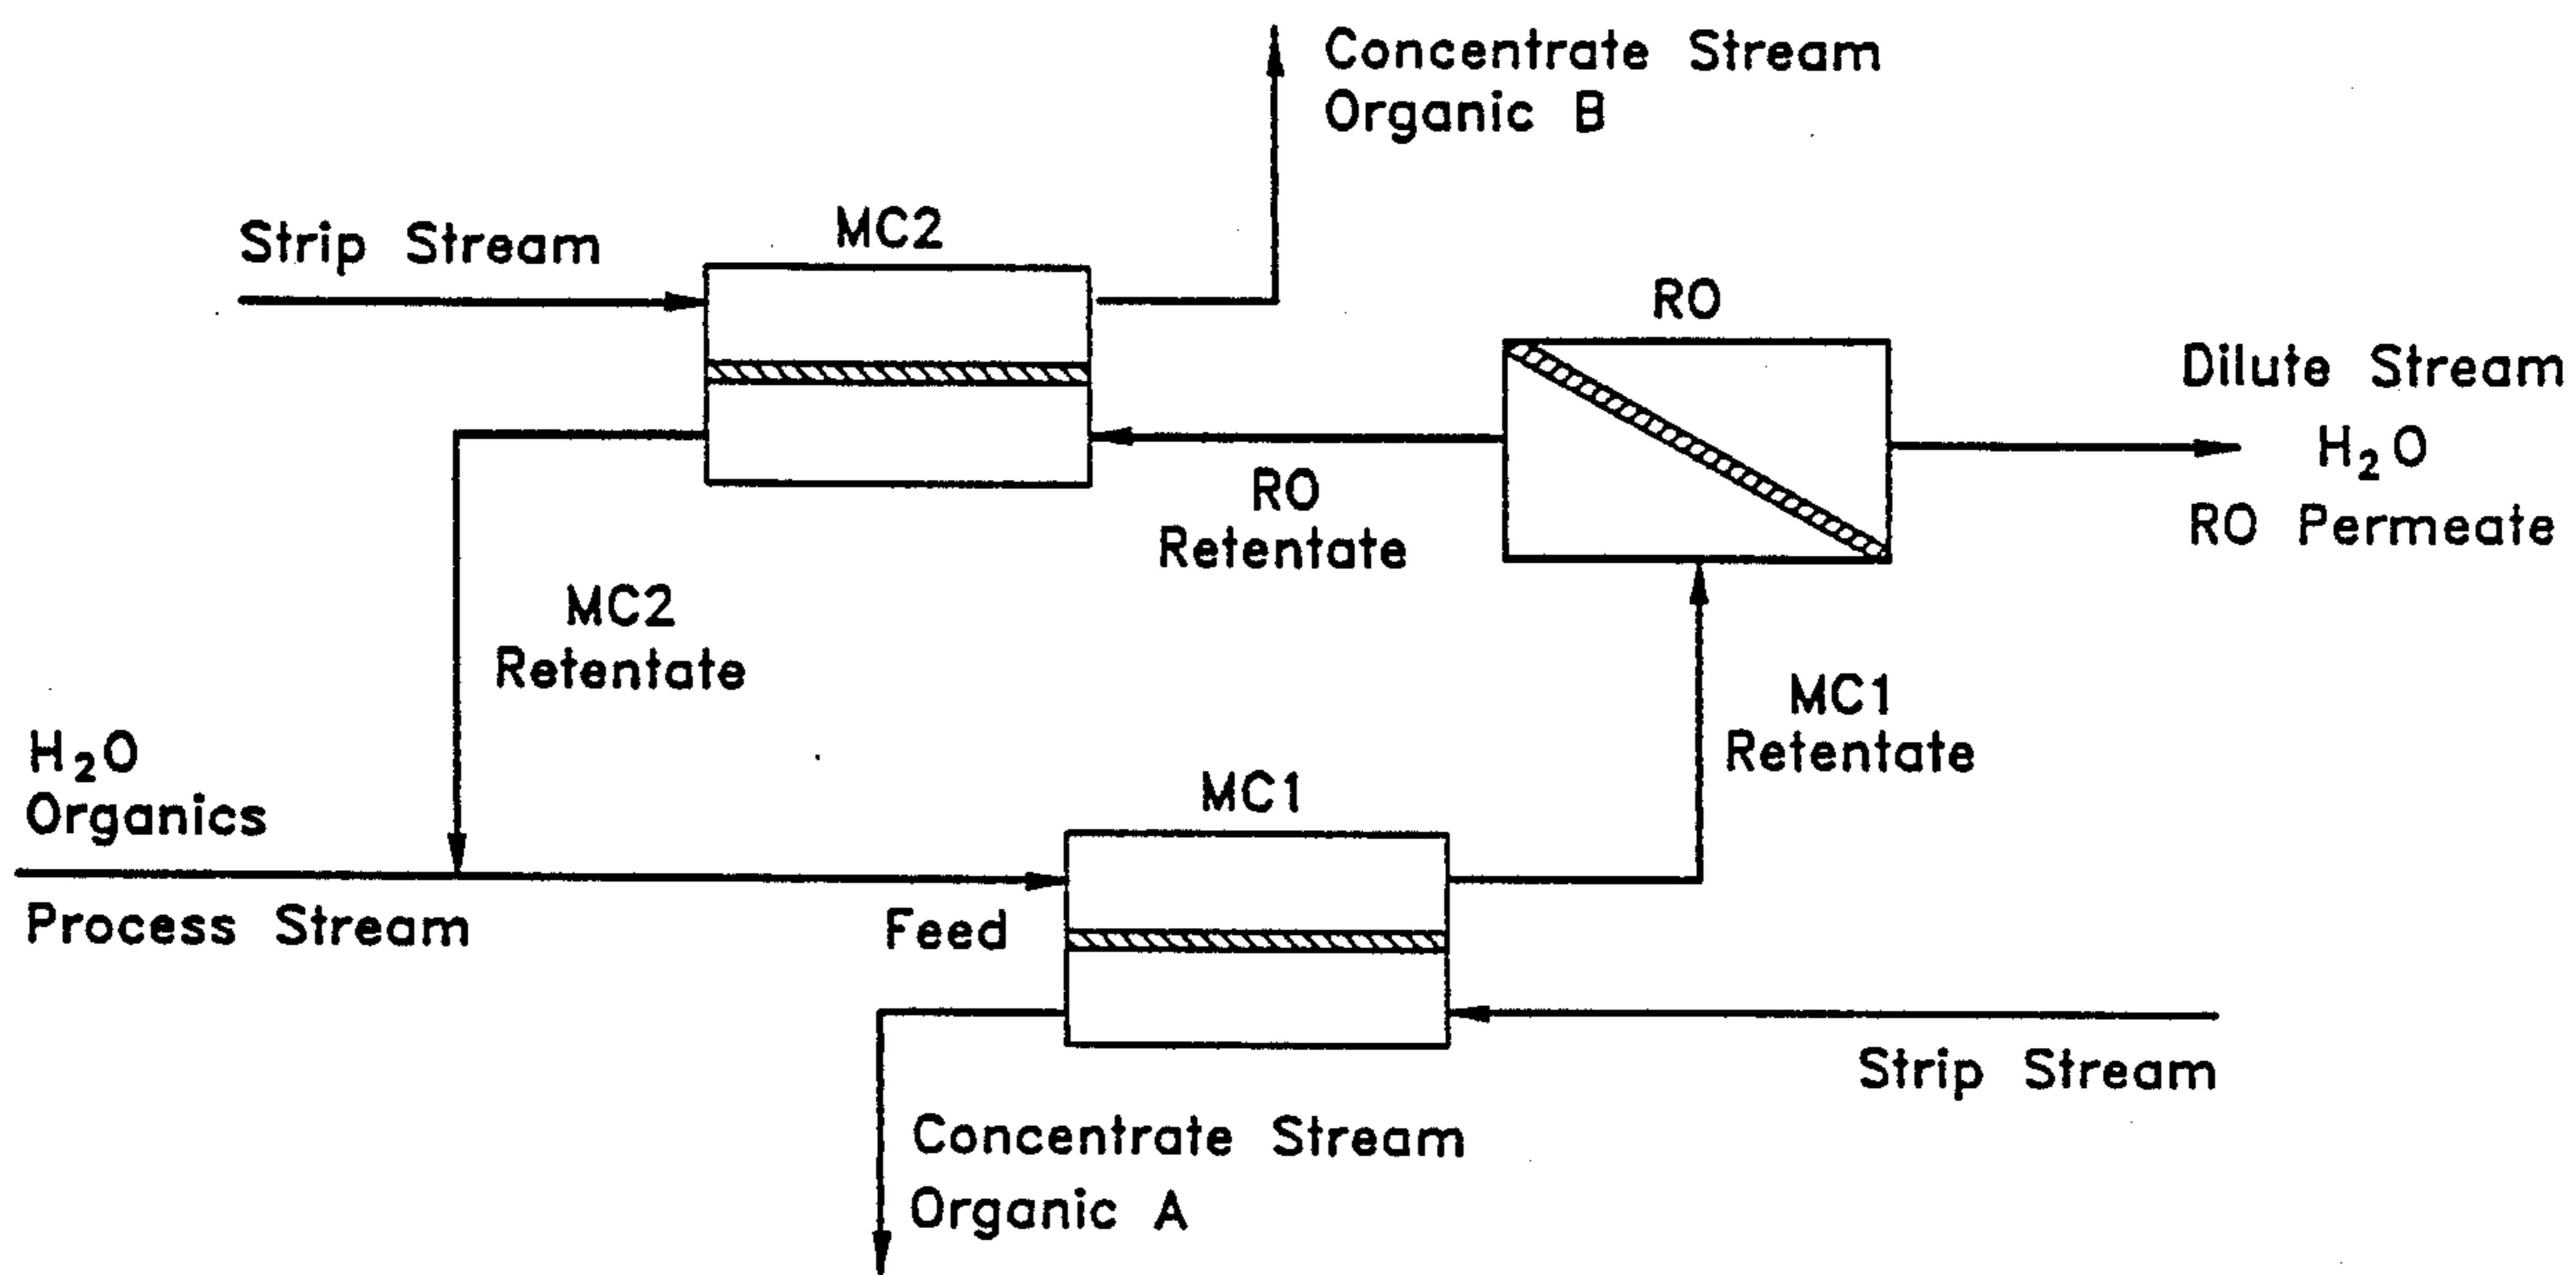 Concentrate Stream
Organic B
MC2
Strip Stream
RO
Dilute Stream
H₂O
RO Permeate
RO
Retentate
MC2
Retentate
MC1
Retentate
H₂O
Organics
MC1
Process Stream
Feed
Strip Stream
Concentrate Stream
Organic A